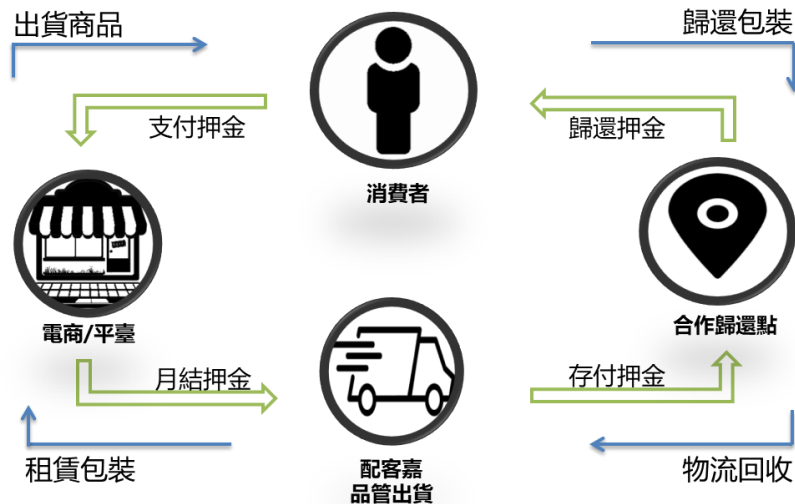 出貨商品
歸還包裝
支付押金
歸還押金
消費者
電商/平臺
合作歸還點
月結押金
存付押金
租賃包裝
配客嘉
品管出貨
物流回收